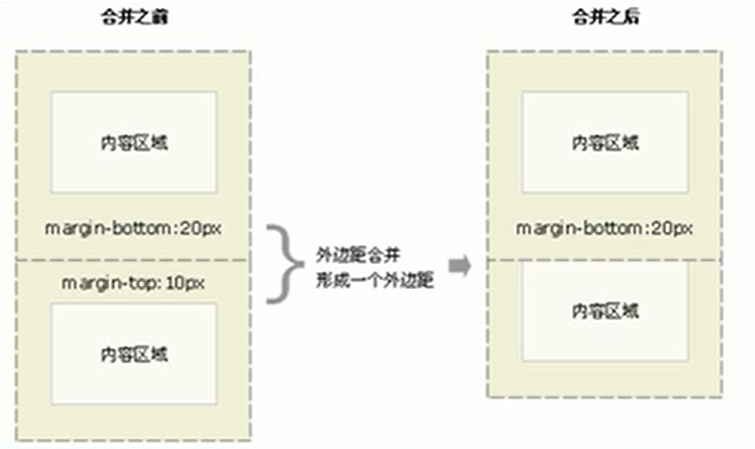 合并之前
合并之后
内容区域
margin-bottom:20px
margin-top:10px
内容区域
外边距合并
形成一个外边距
内容区域
margin-bottom:20px
内容区域